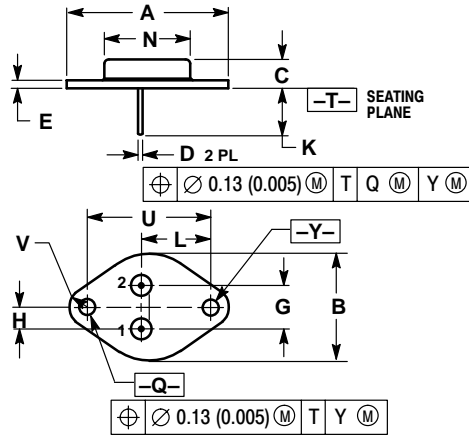 A
N
C
E
–T– SEATING
PLANE
K
D 2 PL
⌖ ∅ 0.13 (0.005) Ⓜ T Q Ⓜ Y Ⓜ
U
V
L
–Y–
2
H
G
B
1
–Q–
⌖ ∅ 0.13 (0.005) Ⓜ T Y Ⓜ